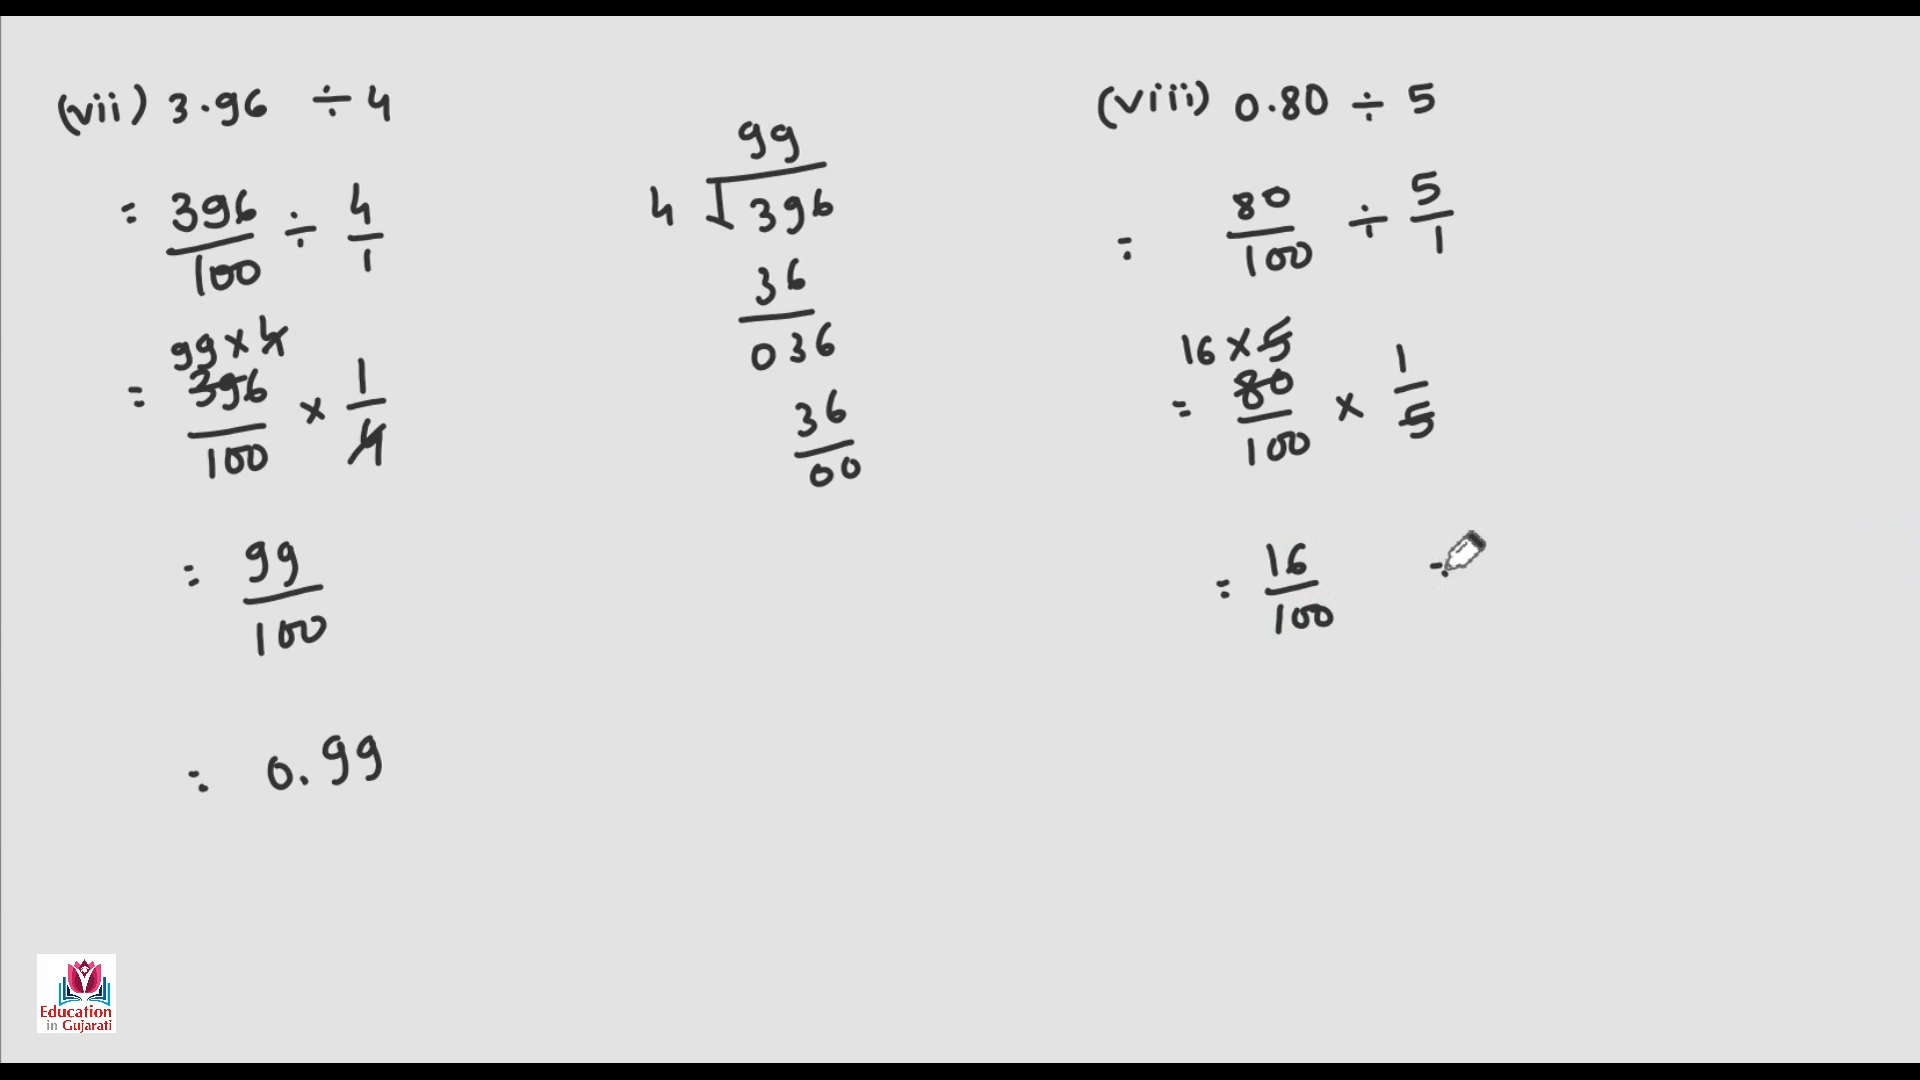 (vii) 3.96 ÷ 4
= 396/100 ÷ 4/1
99 × 4
= 396/100 × 1/4
= 99/100
= 0.99
99
4 √396
36
036
36
00
(viii) 0.80 ÷ 5
= 80/100 ÷ 5/1
16 × 5
= 80/100 × 1/5
= 16/100
Education
in Gujarati